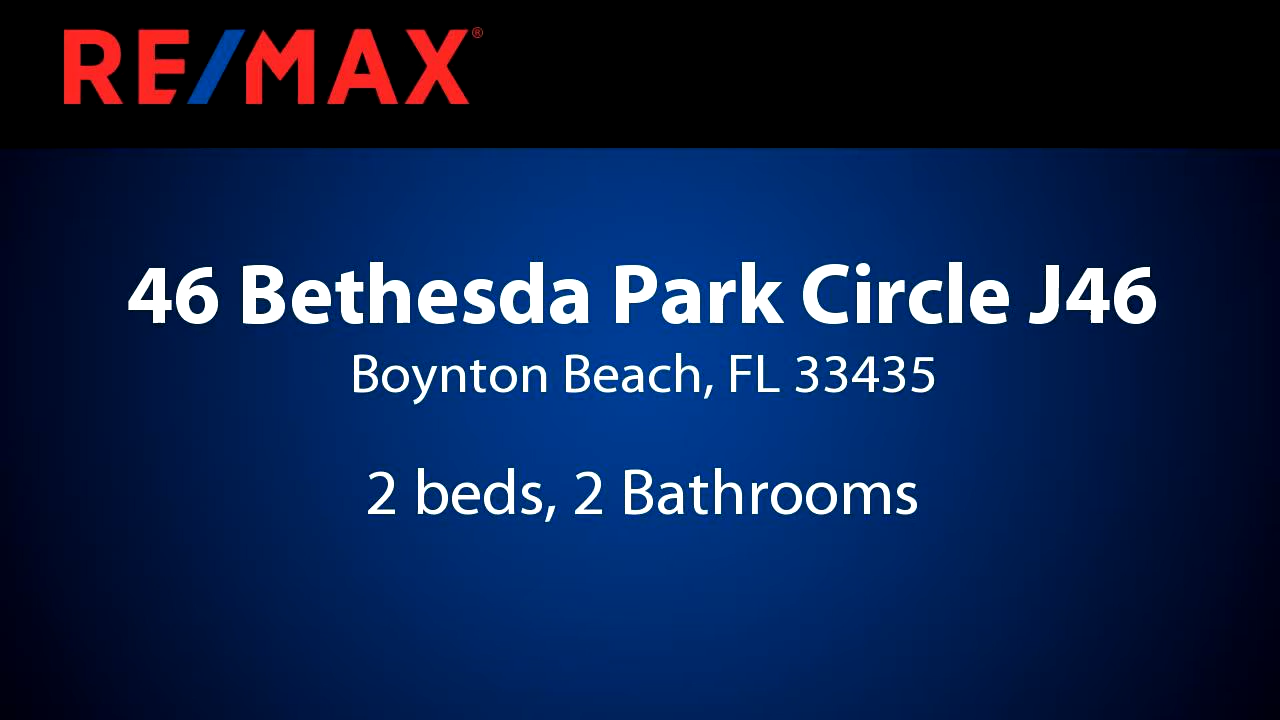 RE/MAX®
46 Bethesda Park Circle J46
Boynton Beach, FL 33435
2 beds, 2 Bathrooms